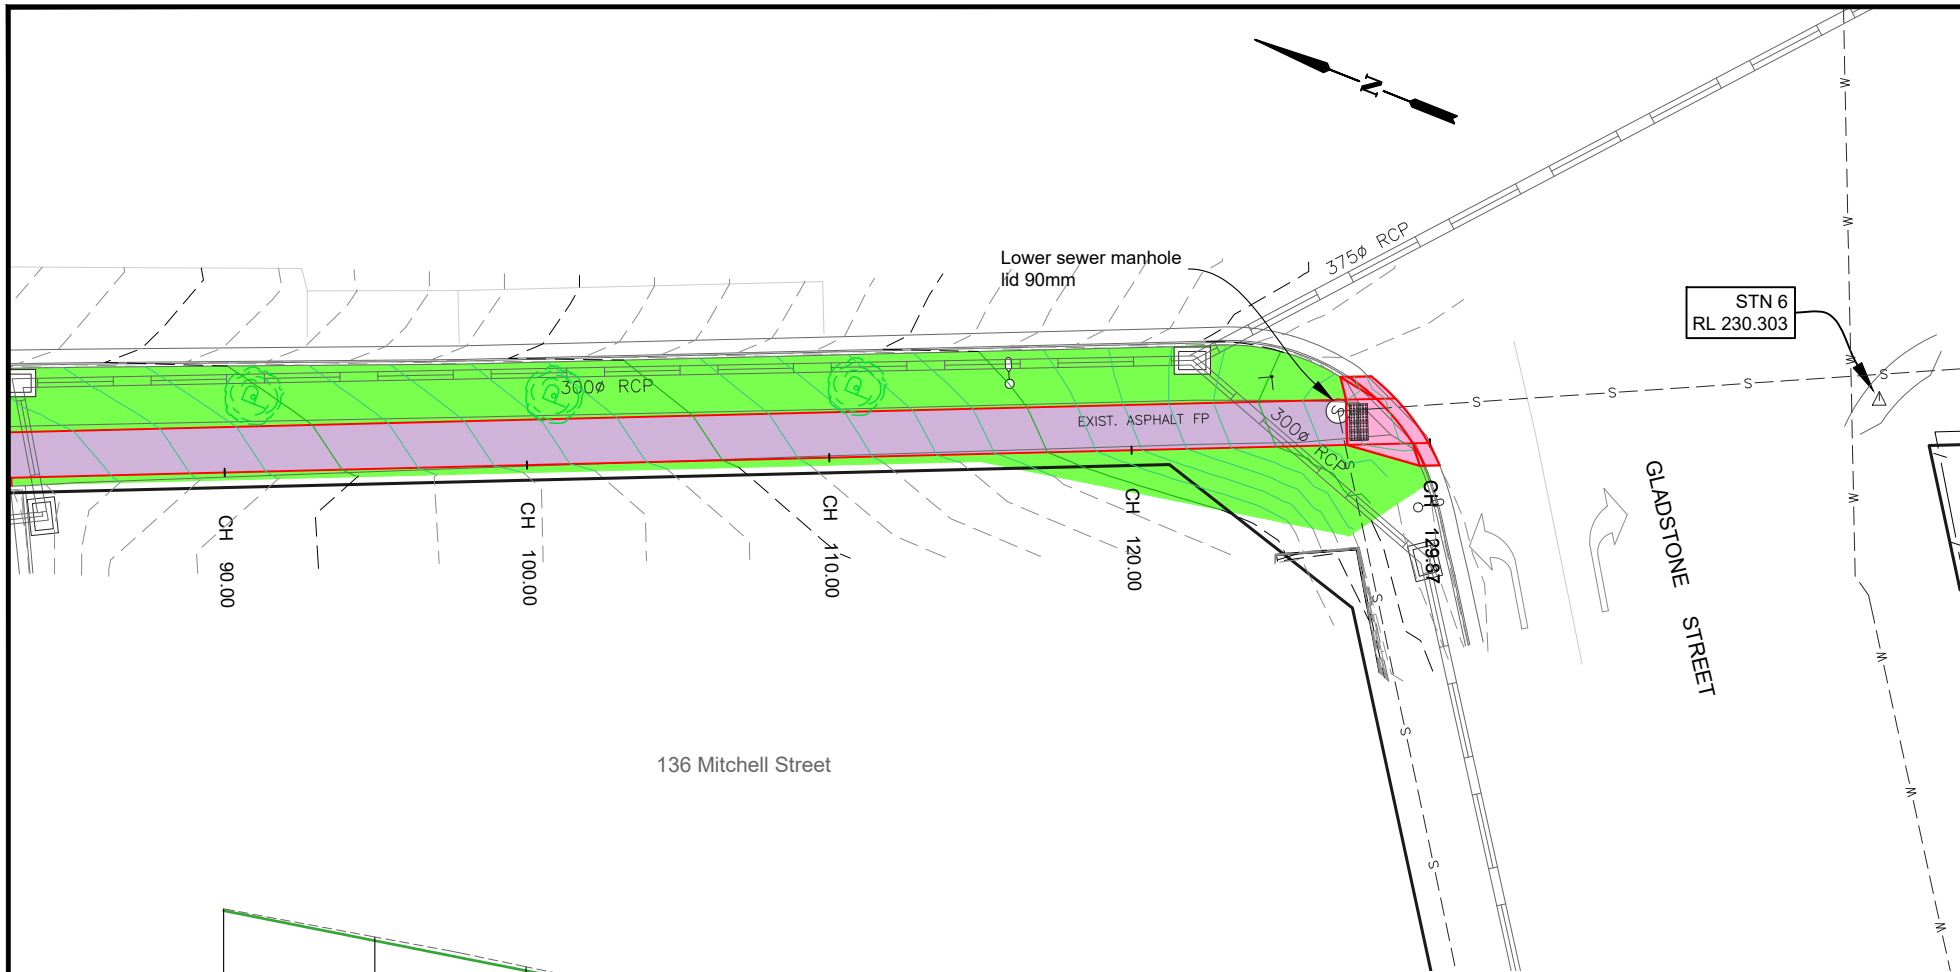 N
375ø RCP
Lower sewer manhole
lid 90mm
STN 6
RL 230.303
300ø RCP
EXIST. ASPHALT FP
300ø RCP
CH 90.00
CH 100.00
CH 110.00
CH 120.00
CH 129.87
GLADSTONE STREET
136 Mitchell Street
W
W
W
W
W
W
W
S
S
S
S
S
S
S
S
S
S